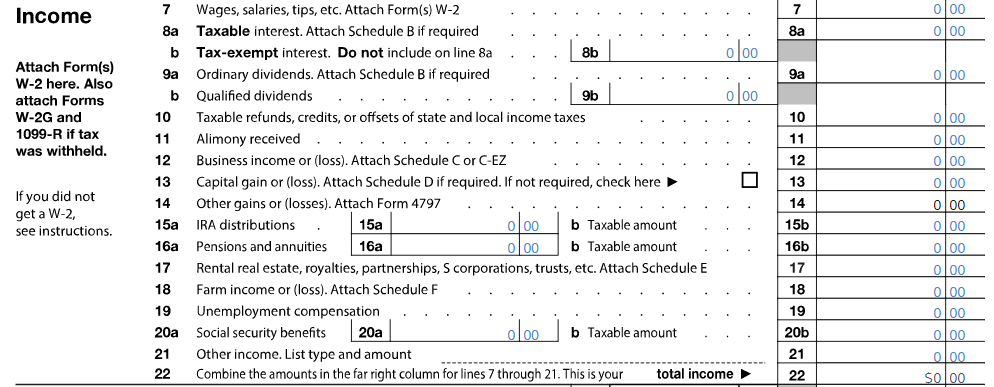 Income
7 Wages, salaries, tips, etc. Attach Form(s) W-2 . . . . . . . . . . . . 7 0 00
8a Taxable interest. Attach Schedule B if required . . . . . . . . . . . . 8a 0 00
b Tax-exempt interest. Do not include on line 8a . . . 8b 0 00
Attach Form(s)
W-2 here. Also
attach Forms
W-2G and
1099-R if tax
was withheld.
9a Ordinary dividends. Attach Schedule B if required . . . . . . . . . . . 9a 0 00
b Qualified dividends . . . . . . . . . . . 9b 0 00
10 Taxable refunds, credits, or offsets of state and local income taxes . . . . . . 10 0 00
11 Alimony received . . . . . . . . . . . . . . . . . . . . 11 0 00
12 Business income or (loss). Attach Schedule C or C-EZ . . . . . . . . . . 12 0 00
13 Capital gain or (loss). Attach Schedule D if required. If not required, check here ▶ ☐ 13 0 00
If you did not
get a W-2,
see instructions.
14 Other gains or (losses). Attach Form 4797 . . . . . . . . . . . . . . 14 0 00
15a IRA distributions . 15a 0 00 b Taxable amount . . . 15b 0 00
16a Pensions and annuities 16a 0 00 b Taxable amount . . . 16b 0 00
17 Rental real estate, royalties, partnerships, S corporations, trusts, etc. Attach Schedule E 17 0 00
18 Farm income or (loss). Attach Schedule F . . . . . . . . . . . . . . 18 0 00
19 Unemployment compensation . . . . . . . . . . . . . . . . . 19 0 00
20a Social security benefits 20a 0 00 b Taxable amount . . . 20b 0 00
21 Other income. List type and amount 21 0 00
22 Combine the amounts in the far right column for lines 7 through 21. This is your total income ▶ 22 $0 00